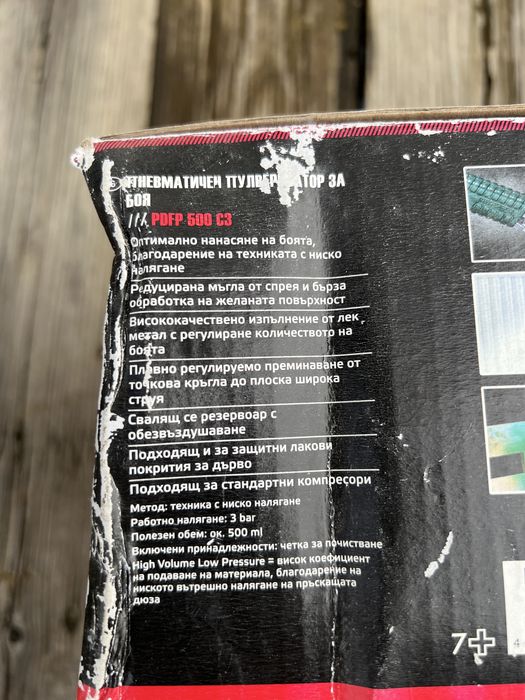 ПНЕВМАТИЧЕН ПУЛВЕРИЗАТОР ЗА
БОЯ
/// PDFP 500 C3
Оптимално нанасяне на боята,
благодарение на техниката с ниско
налягане
Редуцирана мъгла от спрея и бърза
обработка на желаната повърхност
Висококачествено изпълнение от лек
метал с регулиране количеството на
боята
Плавно регулируемо преминаване от
точкова кръгла до плоска широка
струя
Свалящ се резервоар с
обезвъздушаване
Подходящ и за защитни лакови
покрития за дърво
Подходящ за стандартни компресори
Метод: техника с ниско налягане
Работно налягане: 3 bar
Полезен обем: ок. 500 ml
Включени принадлежности: четка за почистване
High Volume Low Pressure = висок коефициент
на подаване на материала, благодарение на
ниското вътрешно налягане на пръскащата
дюза
7+
4